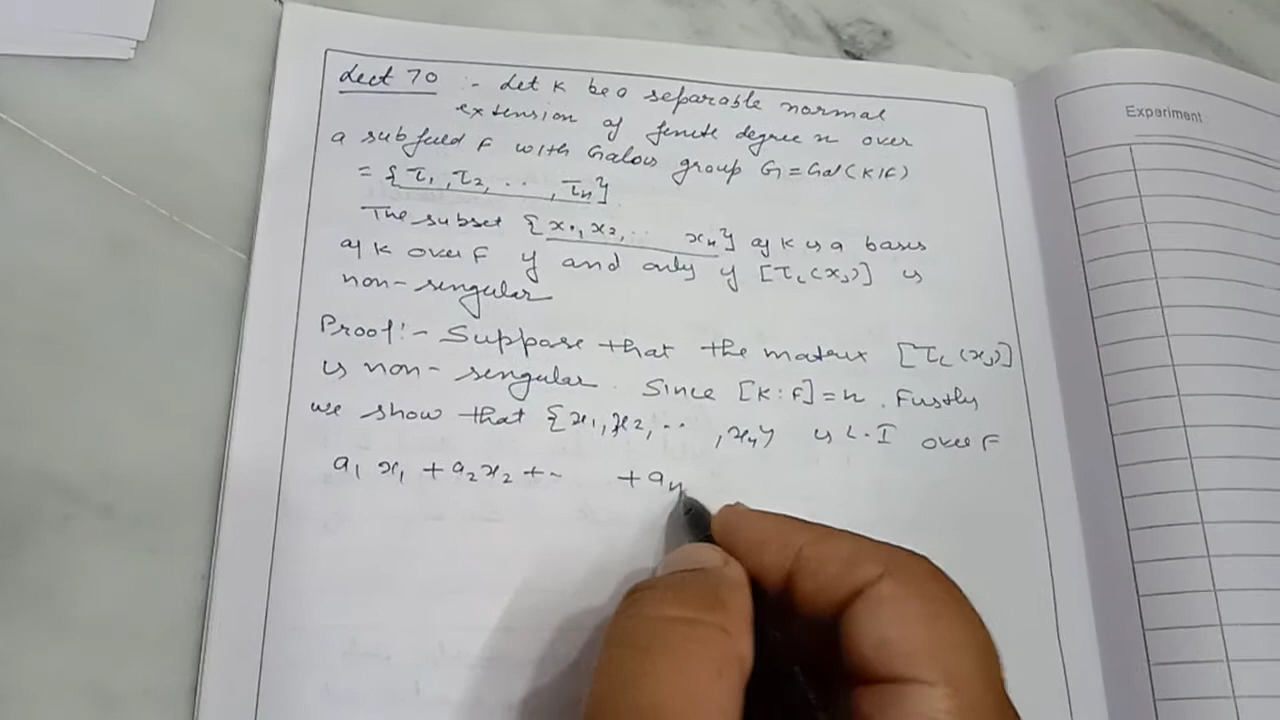 Lect 70 :- Let K be a separable normal
extension of finite degree n over
a subfield F with Galois group G = Gal(K/F)
= {τ₁, τ₂, .., τₙ}
The subset {x₁, x₂, .. xₙ} of K is a basis
of K over F if and only if [τᵢ(xⱼ)] is
non-singular
Proof:- Suppose that the matrix [τᵢ(xⱼ)]
is non-singular. Since [K:F]=n. Firstly
we show that {x₁, x₂, .. , xₙ} is L.I over F
a₁ x₁ + a₂ x₂ + - + aₙ
Experiment